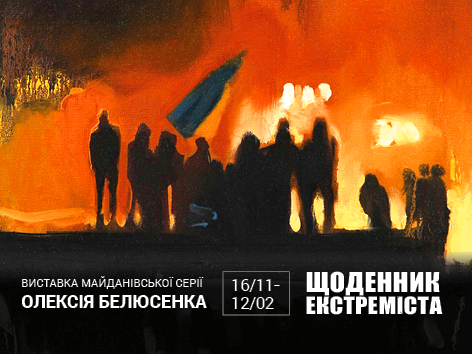 ВИСТАВКА МАЙДАНІВСЬКОЇ СЕРІЇ
ОЛЕКСІЯ БЕЛЮСЕНКА
16/11-
12/02
ЩОДЕННИК
ЕКСТРЕМІСТА